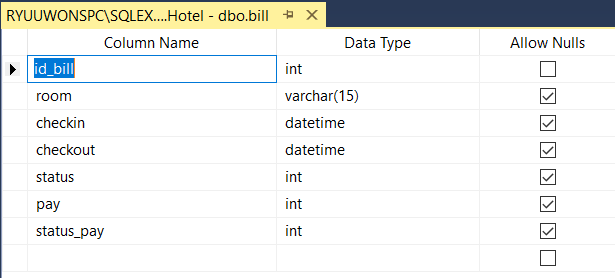 RYUUWONSPC\SQLEX....Hotel - dbo.bill
Column Name Data Type Allow Nulls
id_bill int
room varchar(15)
checkin datetime
checkout datetime
status int
pay int
status_pay int